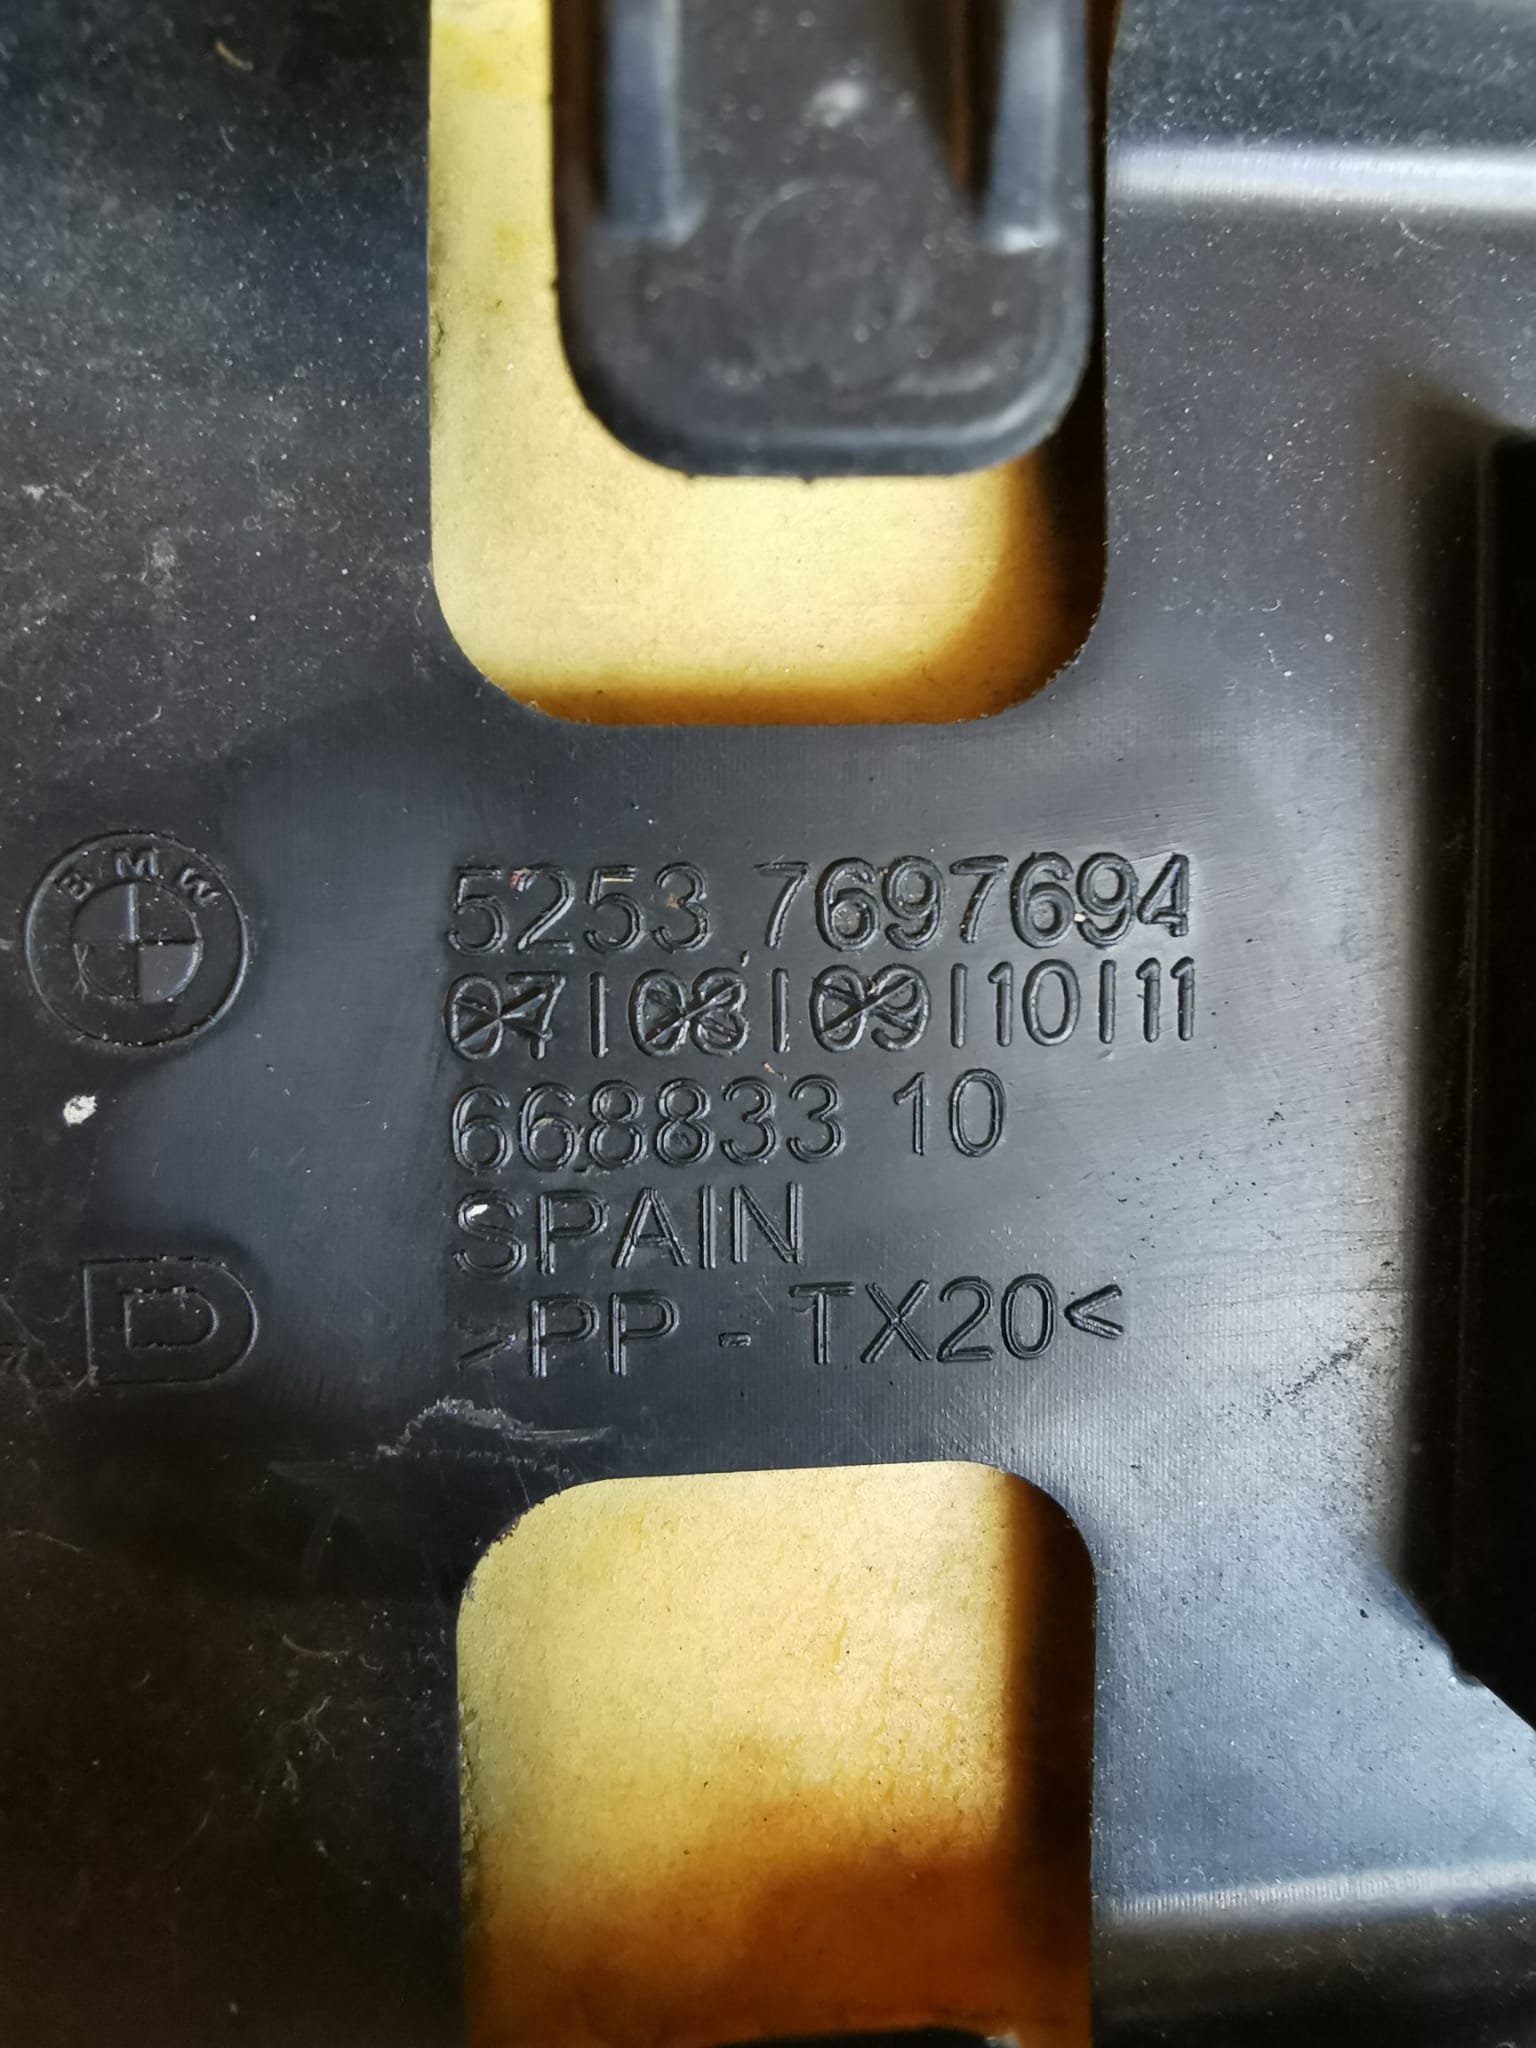 BMW
5253 7697694
07|08|09|10|11
668833 10
SPAIN
D
>PP - TX20<